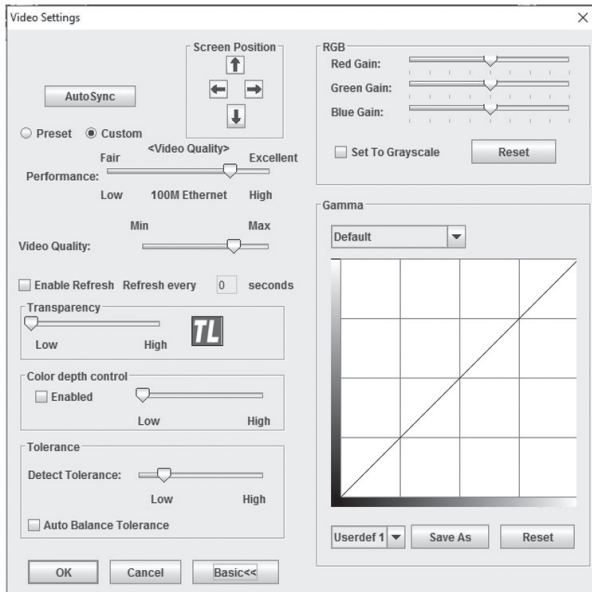 Video Settings
Screen Position
AutoSync
Preset
Custom
<Video Quality>
Fair
Excellent
Performance:
Low
100M Ethernet
High
Min
Max
Video Quality:
Enable Refresh
Refresh every
0
seconds
Transparency
Low
High
TL
Color depth control
Enabled
Low
High
Tolerance
Detect Tolerance:
Low
High
Auto Balance Tolerance
OK
Cancel
Basic<<
RGB
Red Gain:
Green Gain:
Blue Gain:
Set To Grayscale
Reset
Gamma
Default
Userdef 1
Save As
Reset